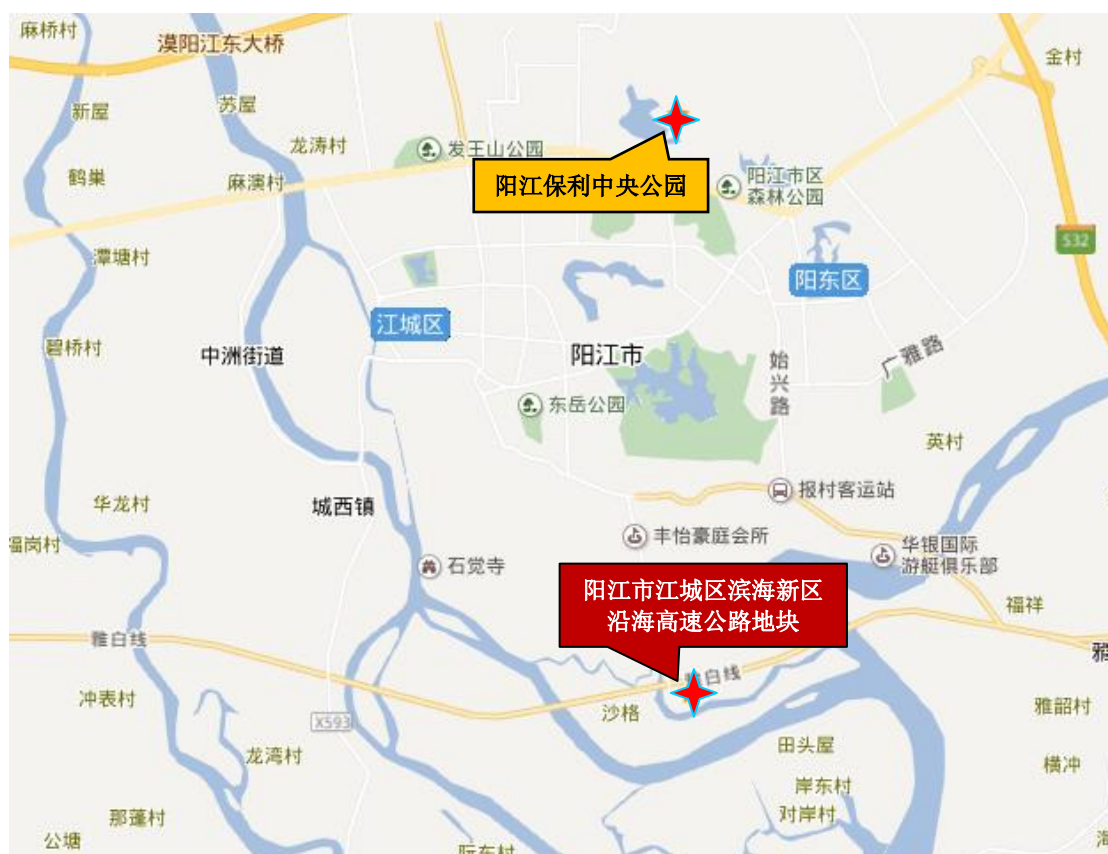 麻桥村
漠阳江东大桥
金村
新屋
苏屋
龙涛村
发王山公园
鹤巢
麻演村
阳江保利中央公园
阳江市区
森林公园
S32
潭塘村
阳东区
江城区
碧桥村
中洲街道
阳江市
始兴路
广雅路
东岳公园
英村
华龙村
城西镇
报村客运站
福岗村
丰怡豪庭会所
华银国际
游艇俱乐部
石觉寺
阳江市江城区滨海新区
沿海高速公路地块
福祥
雅白线
雅
白线
冲表村
沙格
雅韶村
X593
龙湾村
田头屋
横冲
岸东村
那蓬村
对岸村
公塘